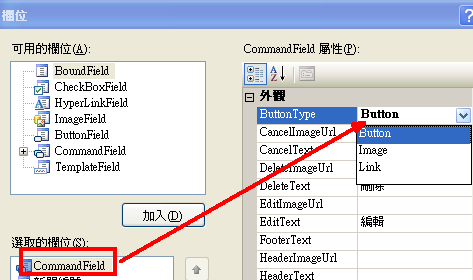 欄位
可用的欄位(A):
BoundField
CheckBoxField
HyperLinkField
ImageField
ButtonField
CommandField
TemplateField
加入(D)
選取的欄位(S):
CommandField
CommandField 屬性(P):
外觀
ButtonType Button
CancelImageUrl Button
CancelText Image
DeleteImageUrl Link
DeleteText 刪除
EditImageUrl
EditText 編輯
FooterText
HeaderImageUrl
HeaderText